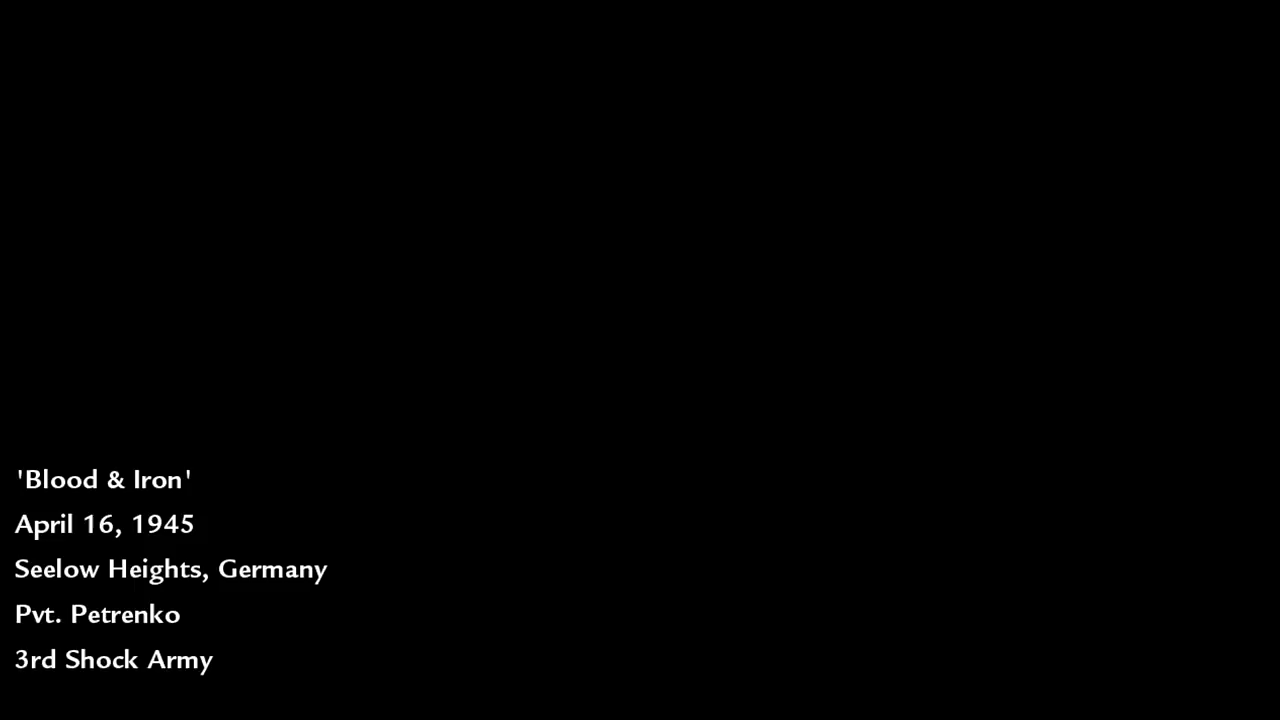 'Blood & Iron'
April 16, 1945
Seelow Heights, Germany
Pvt. Petrenko
3rd Shock Army